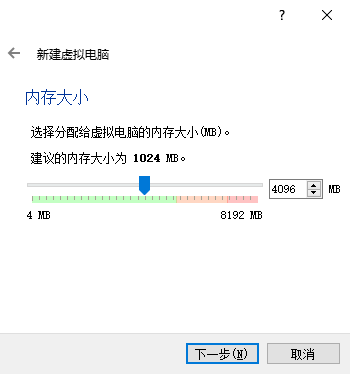 ?
新建虚拟电脑
内存大小
选择分配给虚拟电脑的内存大小(MB)。
建议的内存大小为 1024 MB。
4096 MB
4 MB 8192 MB
下一步(N) 取消